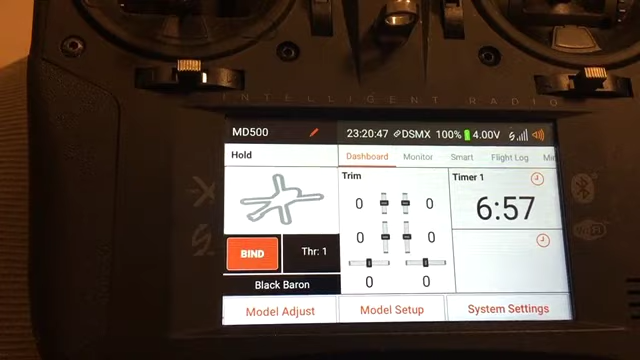 INTELLIGENT RADIO
MD500 23:20:47 DSMX 100% 4.00V
Hold Dashboard Monitor Smart Flight Log
Trim Timer 1
0 0 6:57
BIND Thr: 1 0 0
Black Baron 0 0
Model Adjust Model Setup System Settings